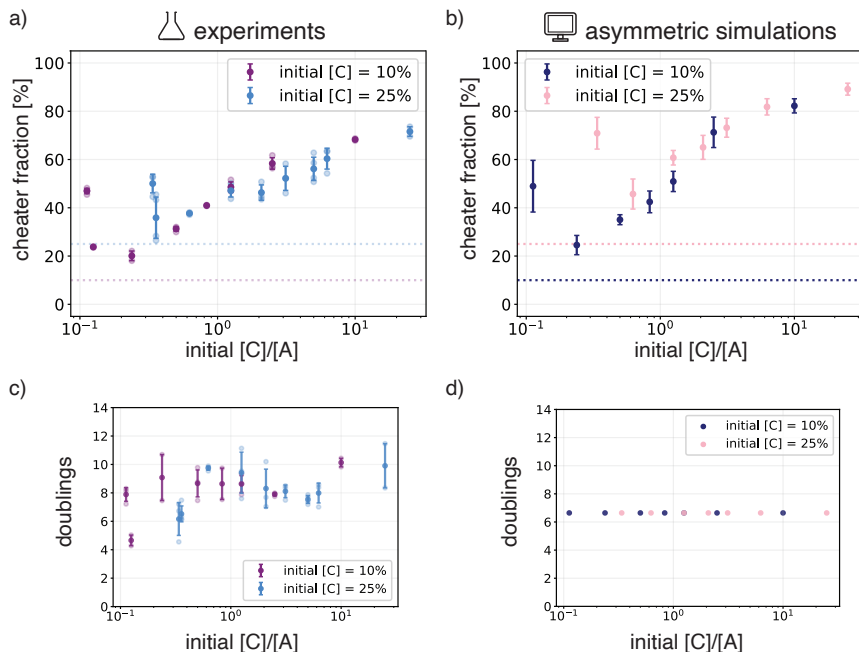 a)
experiments
cheater fraction [%]
100
80
60
40
20
0
initial [C] = 10%
initial [C] = 25%
10⁻¹
10⁰
10¹
initial [C]/[A]
b)
asymmetric simulations
cheater fraction [%]
100
80
60
40
20
0
initial [C] = 10%
initial [C] = 25%
10⁻¹
10⁰
10¹
initial [C]/[A]
c)
doublings
14
12
10
8
6
4
2
0
initial [C] = 10%
initial [C] = 25%
10⁻¹
10⁰
10¹
initial [C]/[A]
d)
doublings
14
12
10
8
6
4
2
0
initial [C] = 10%
initial [C] = 25%
10⁻¹
10⁰
10¹
initial [C]/[A]